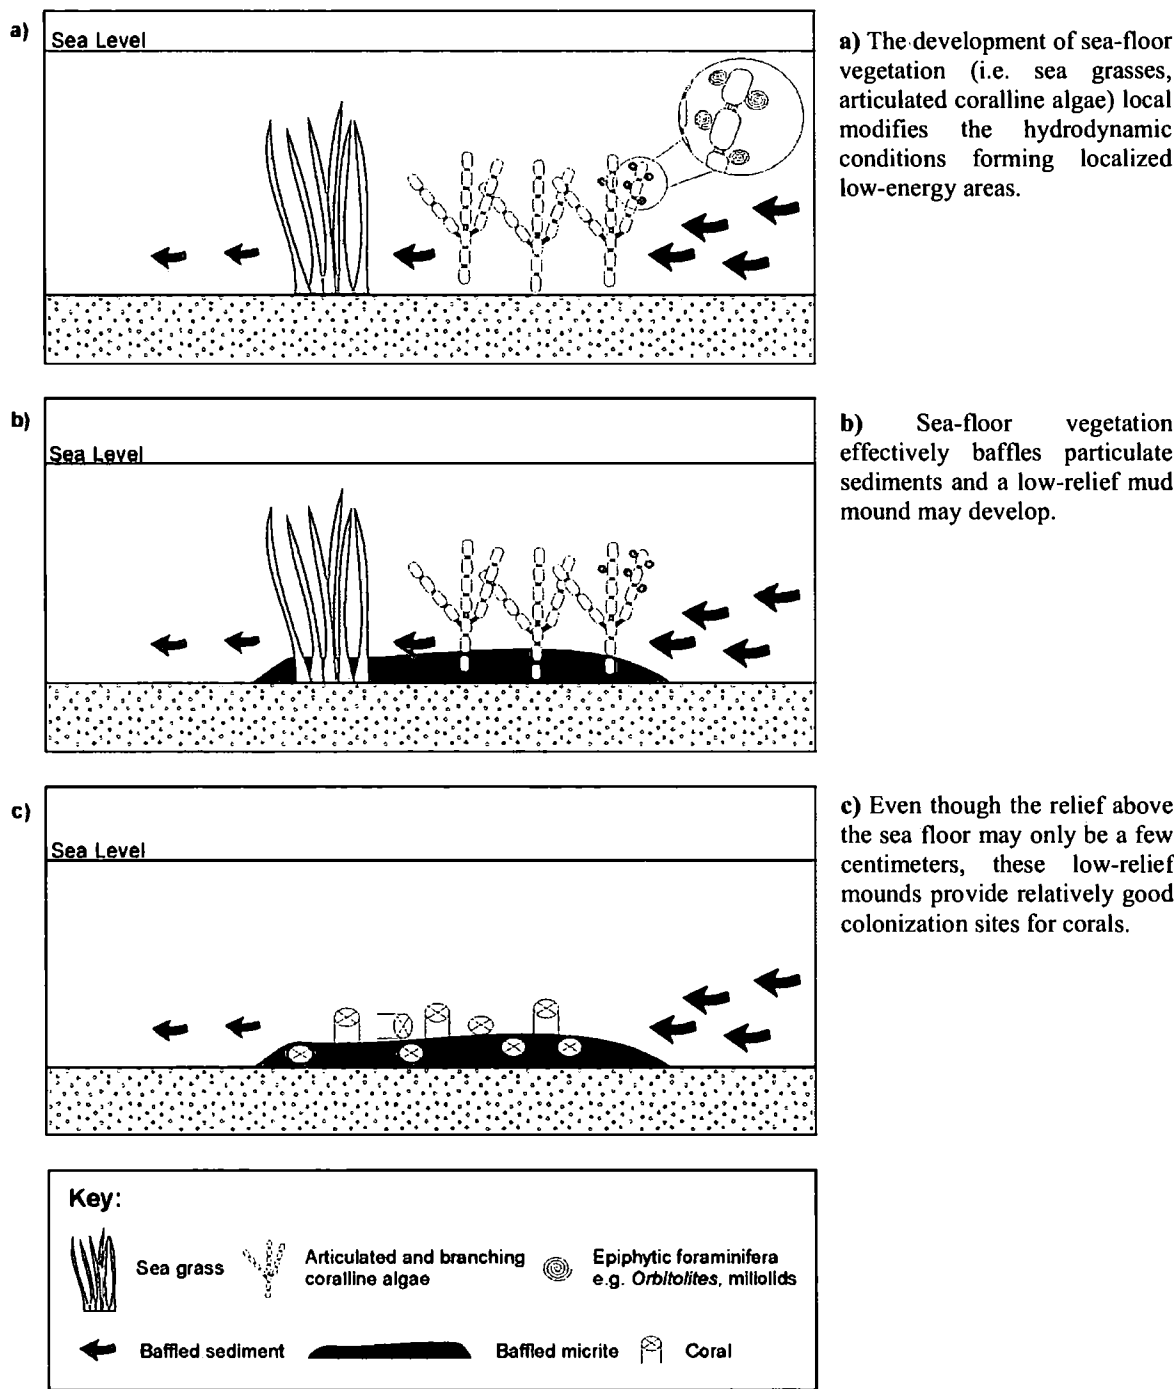 a)
Sea Level
a) The development of sea-floor
vegetation (i.e. sea grasses,
articulated coralline algae) local
modifies the hydrodynamic
conditions forming localized
low-energy areas.
b)
Sea Level
b) Sea-floor vegetation
effectively baffles particulate
sediments and a low-relief mud
mound may develop.
c)
Sea Level
c) Even though the relief above
the sea floor may only be a few
centimeters, these low-relief
mounds provide relatively good
colonization sites for corals.
Key:
Sea grass
Articulated and branching
coralline algae
Epiphytic foraminifera
e.g. Orbitolites, miliolids
Baffled sediment
Baffled micrite
Coral